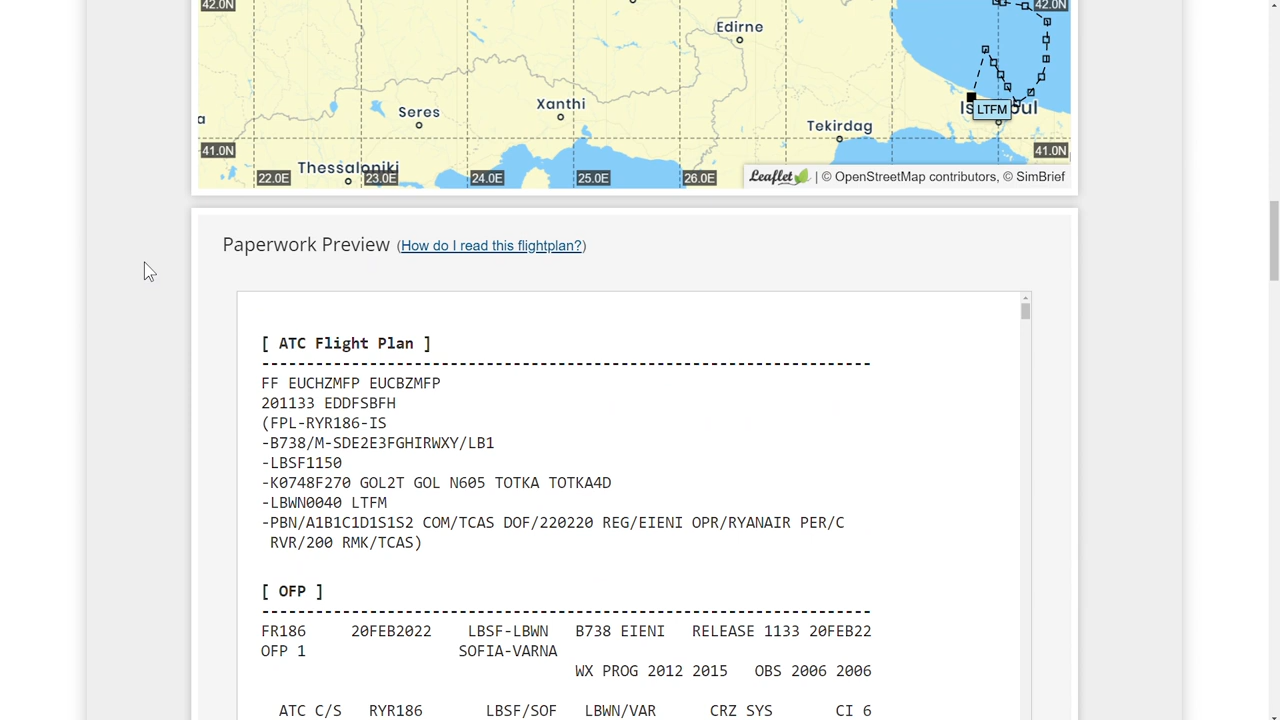 42.0N
42.0N
Edirne
Seres
Xanthi
LTFM
Tekirdag
41.0N
41.0N
Thessaloniki
22.0E
23.0E
24.0E
25.0E
26.0E
Leaflet | © OpenStreetMap contributors, © SimBrief
Paperwork Preview (How do I read this flightplan?)
[ ATC Flight Plan ]
--------------------------------------------------------------------
FF EUCHZMFP EUCBZMFP
201133 EDDFSBFH
(FPL-RYR186-IS
-B738/M-SDE2E3FGHIRWXY/LB1
-LBSF1150
-K0748F270 GOL2T GOL N605 TOTKA TOTKA4D
-LBWN0040 LTFM
-PBN/A1B1C1D1S1S2 COM/TCAS DOF/220220 REG/EIENI OPR/RYANAIR PER/C
RVR/200 RMK/TCAS)
[ OFP ]
--------------------------------------------------------------------
FR186 20FEB2022 LBSF-LBWN B738 EIENI RELEASE 1133 20FEB22
OFP 1 SOFIA-VARNA
WX PROG 2012 2015 OBS 2006 2006
ATC C/S RYR186 LBSF/SOF LBWN/VAR CRZ SYS CI 6